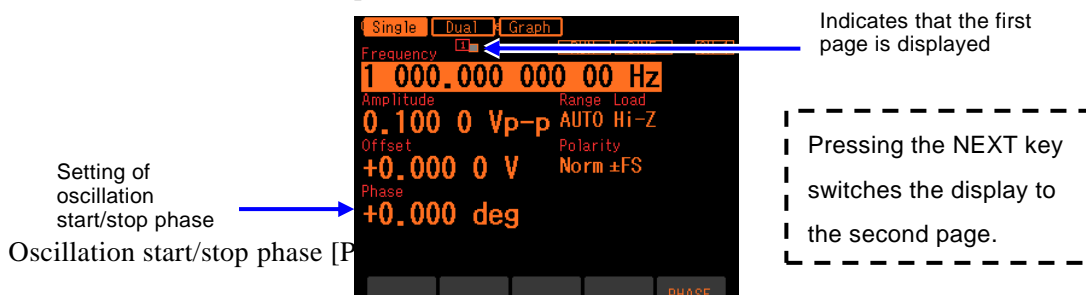 Single Dual Graph
1
Indicates that the first
page is displayed
Frequency
1 000.000 000 00 Hz
Amplitude Range Load
0.100 0 Vp-p AUTO Hi-Z
Offset Polarity
+0.000 0 V Norm ±FS
Phase
+0.000 deg
Setting of
oscillation
start/stop phase
Pressing the NEXT key
switches the display to
the second page.
Oscillation start/stop phase [P
PHASE